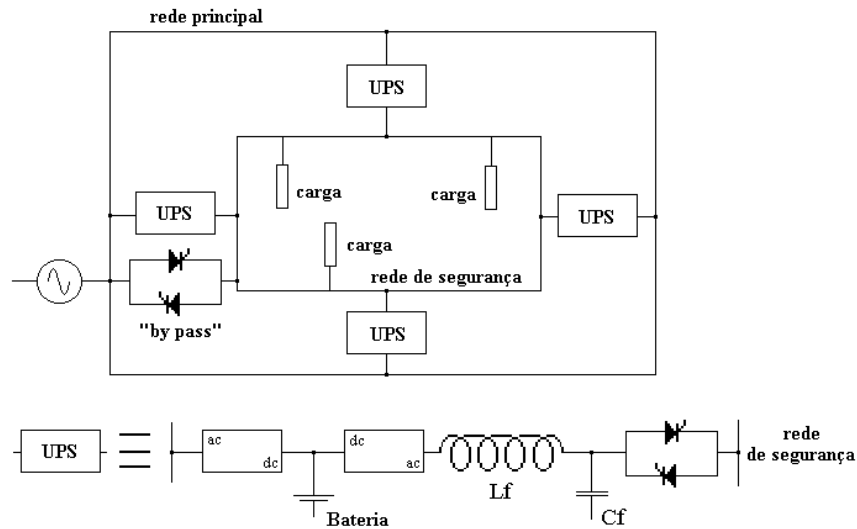 rede principal
UPS
carga
carga
UPS
UPS
carga
rede de segurança
"by pass"
UPS
UPS
ac
dc
dc
ac
rede
de segurança
Lf
Bateria
Cf